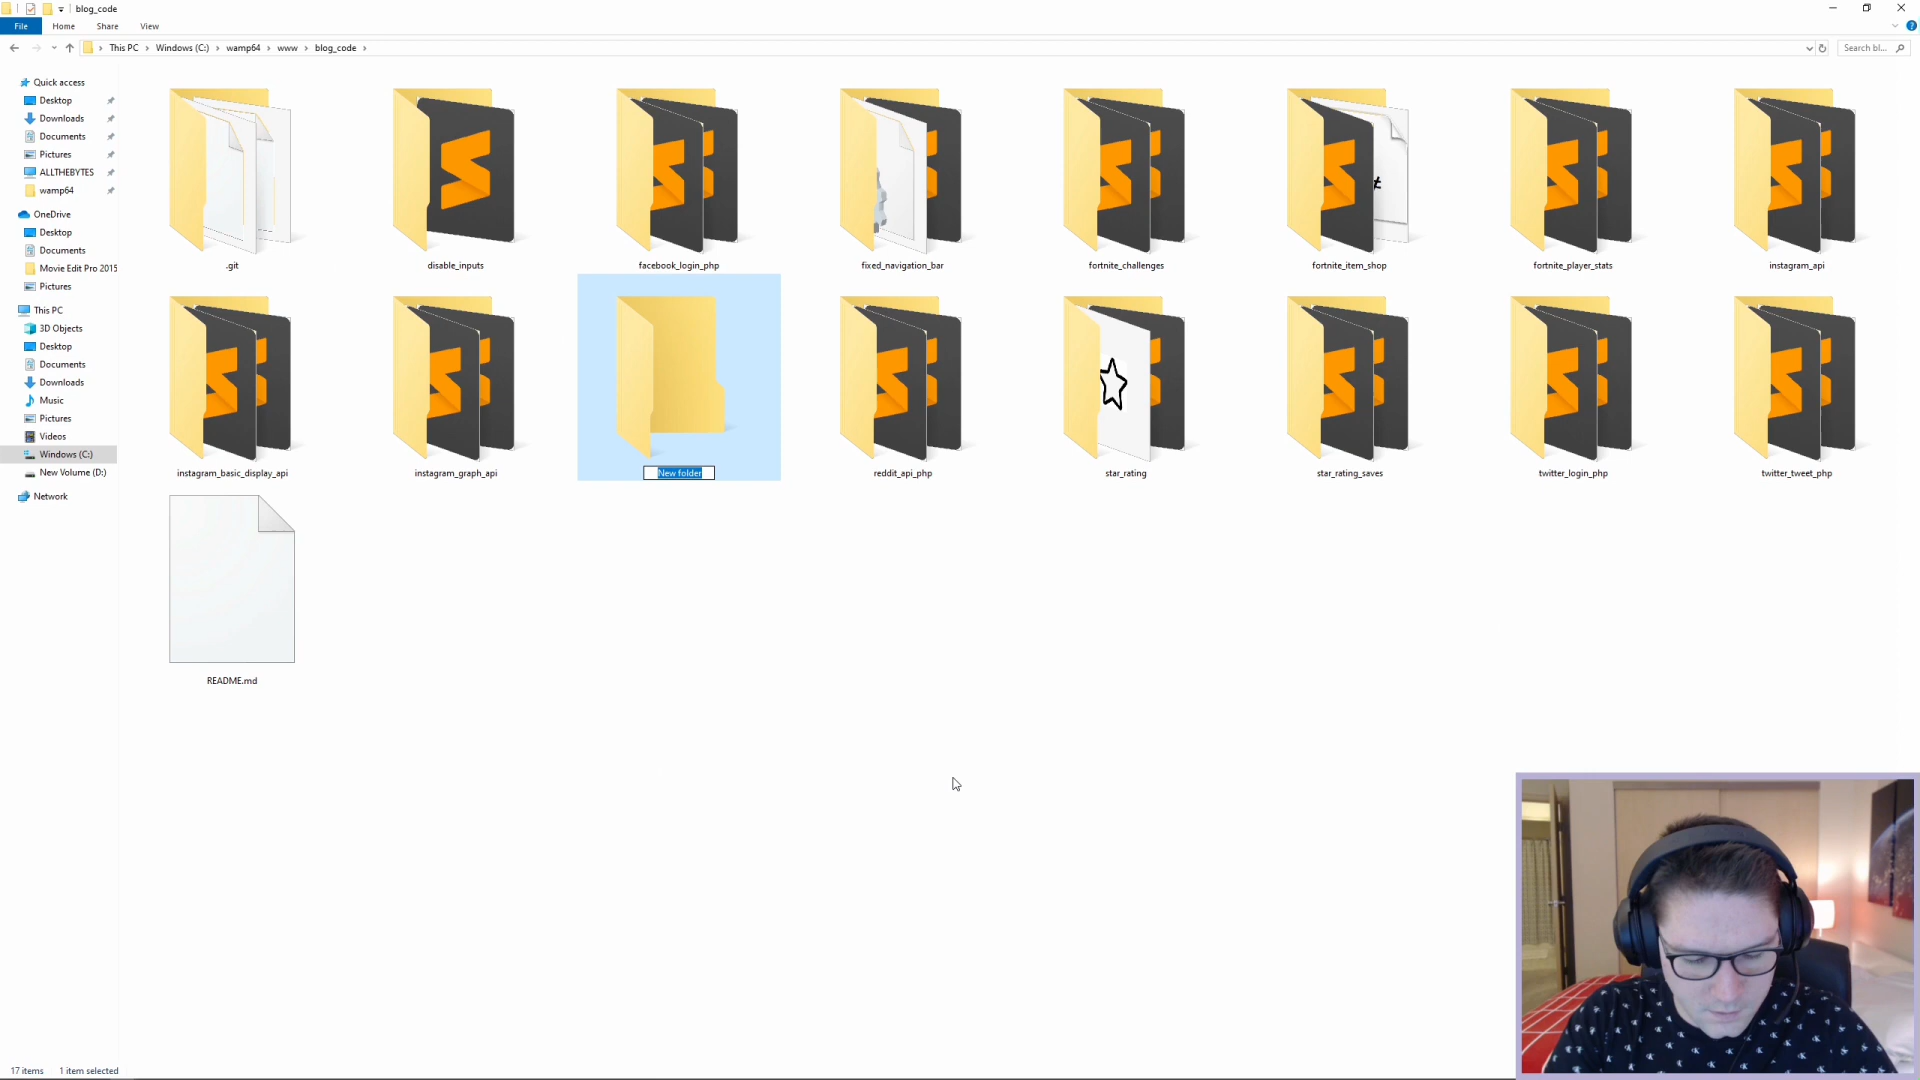 blog_code
File Home Share View
This PC Windows (C:) wamp64 www blog_code
Search bl...
Quick access
Desktop
Downloads
Documents
Pictures
ALLTHEBYTES
wamp64
OneDrive
Desktop
Documents
Movie Edit Pro 2015
Pictures
This PC
3D Objects
Desktop
Documents
Downloads
Music
Pictures
Videos
Windows (C:)
New Volume (D:)
Network
.git disable_inputs facebook_login_php fixed_navigation_bar fortnite_challenges fortnite_item_shop fortnite_player_stats instagram_api
instagram_basic_display_api instagram_graph_api New folder reddit_api_php star_rating star_rating_saves twitter_login_php twitter_tweet_php
README.md
17 items 1 item selected